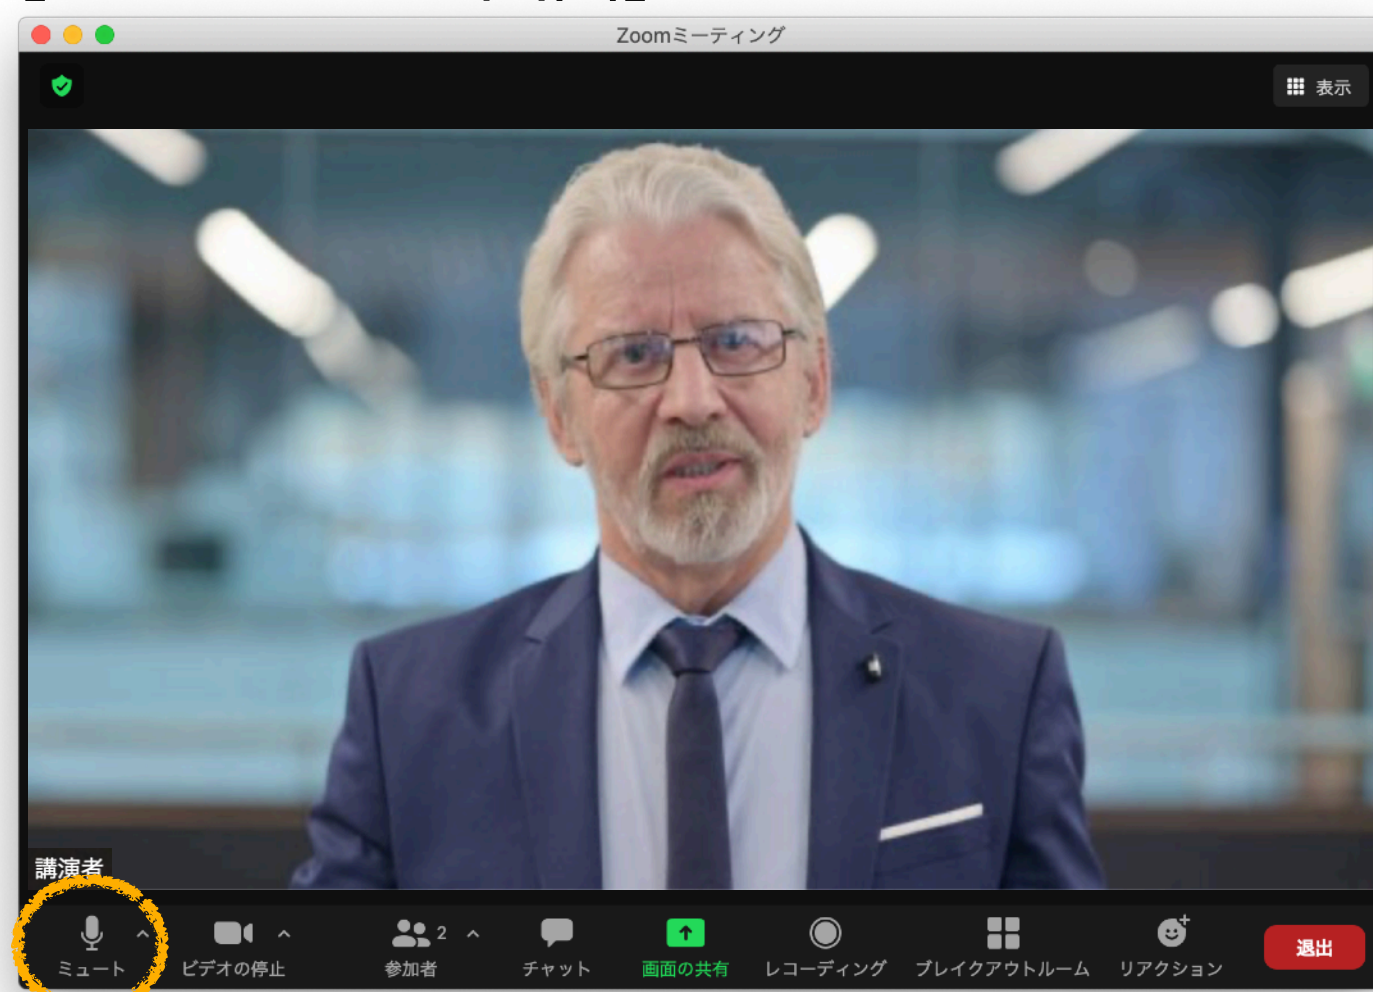 Zoomミーティング
表示
講演者
ミュート
ビデオの停止
参加者
2
チャット
画面の共有
レコーディング
ブレイクアウトルーム
リアクション
退出